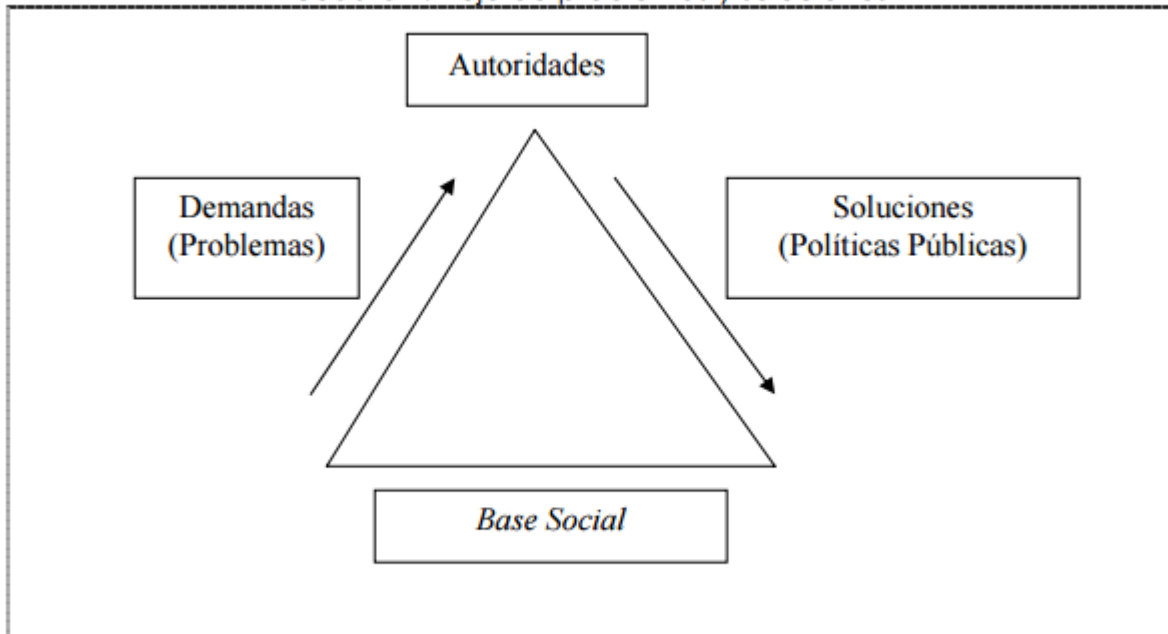 Autoridades
Demandas
(Problemas)
Soluciones
(Políticas Públicas)
Base Social